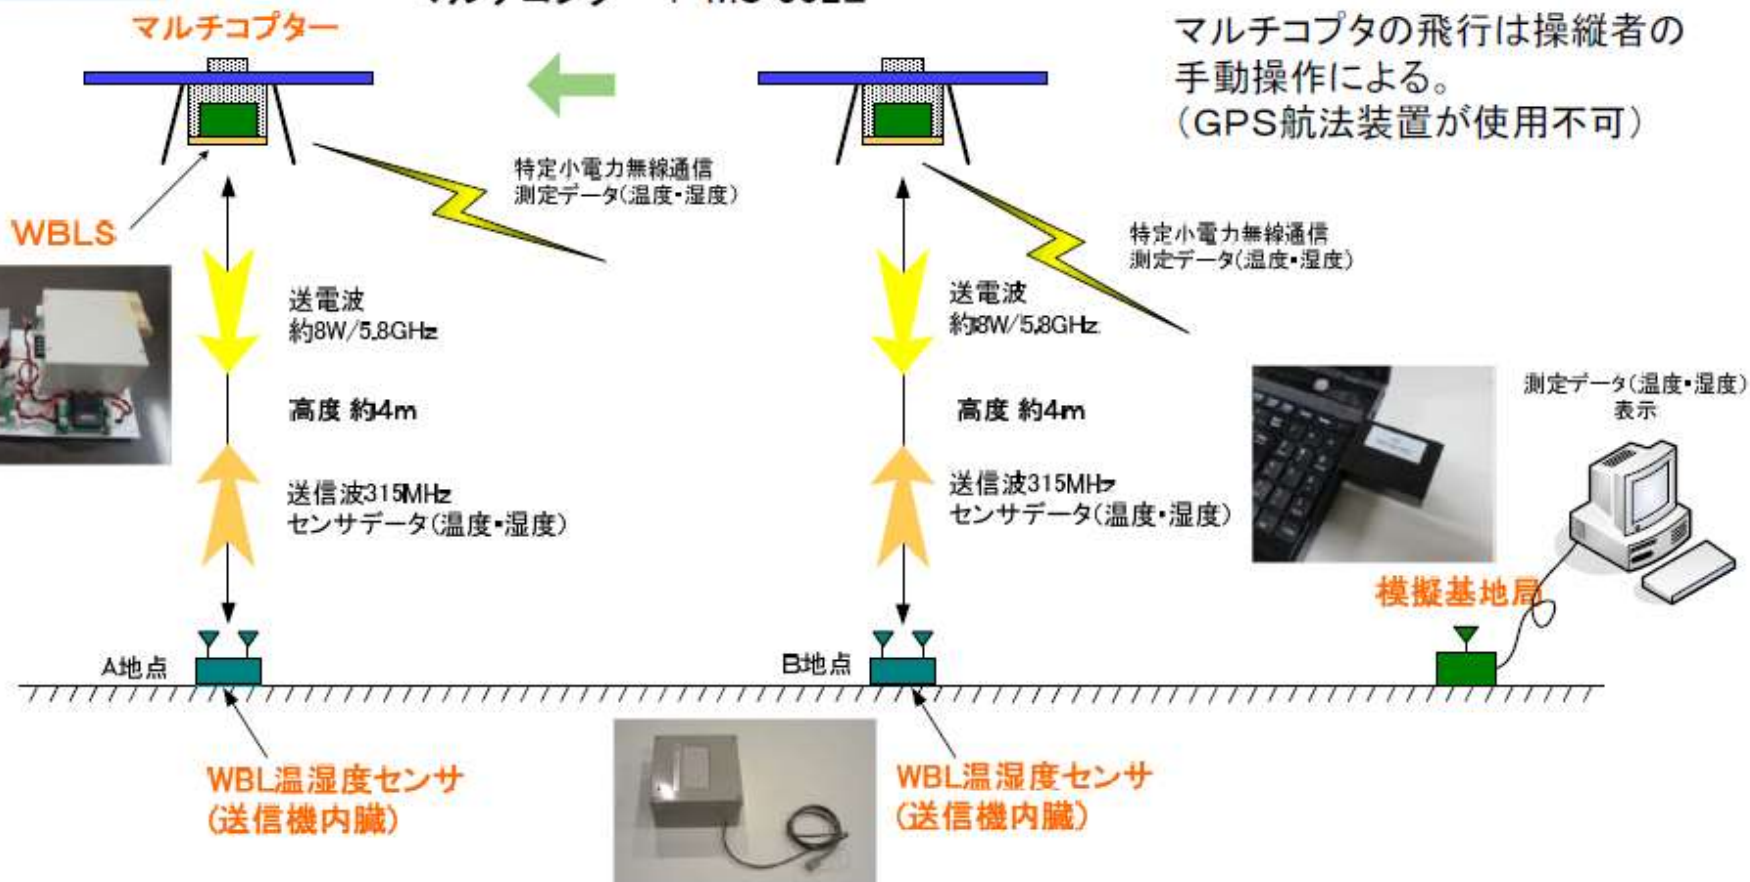 マルチコプター
マルチコプタの飛行は操縦者の
手動操作による。
（GPS航法装置が使用不可）
特定小電力無線通信
測定データ(温度・湿度)
WBLS
特定小電力無線通信
測定データ(温度・湿度)
送電波
約8W/5.8GHz
送電波
約8W/5.8GHz
測定データ(温度・湿度)
表示
高度 約4m
高度 約4m
送信波315MHz
センサデータ(温度・湿度)
送信波315MHz
センサデータ(温度・湿度)
模擬基地局
A地点
B地点
WBL温湿度センサ
(送信機内臓)
WBL温湿度センサ
(送信機内臓)